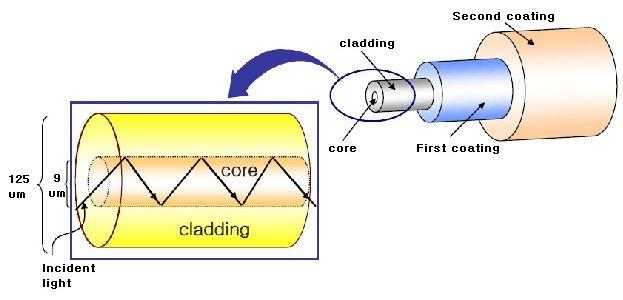 Second coating
cladding
core
First coating
125
um
9
um
core
cladding
Incident
light